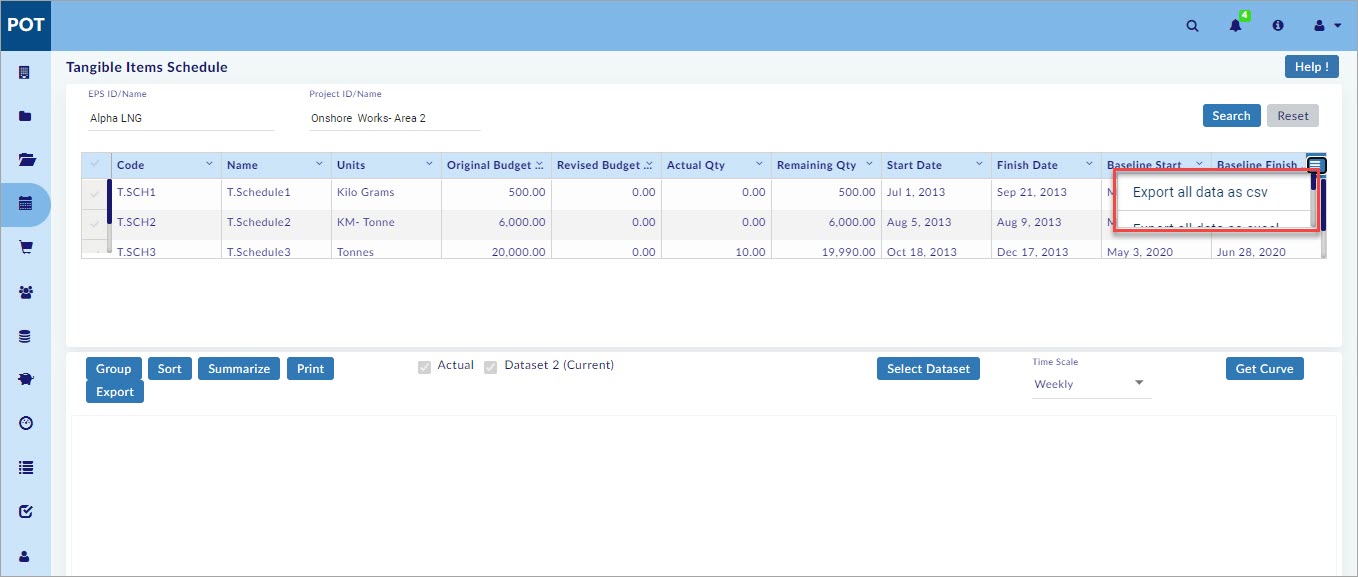 POT
4
Tangible Items Schedule
Help !
EPS ID/Name
Project ID/Name
Alpha LNG
Onshore Works- Area 2
Search
Reset
Code Name Units Original Budget ... Revised Budget ... Actual Qty Remaining Qty Start Date Finish Date Baseline Start Baseline Finish
T.SCH1 T.Schedule1 Kilo Grams 500.00 0.00 0.00 500.00 Jul 1, 2013 Sep 21, 2013
Export all data as csv
T.SCH2 T.Schedule2 KM- Tonne 6,000.00 0.00 0.00 6,000.00 Aug 5, 2013 Aug 9, 2013
Export all data as excel
T.SCH3 T.Schedule3 Tonnes 20,000.00 0.00 10.00 19,990.00 Oct 18, 2013 Dec 17, 2013 May 3, 2020 Jun 28, 2020
Group
Sort
Summarize
Print
Export
Actual
Dataset 2 (Current)
Select Dataset
Time Scale
Weekly
Get Curve